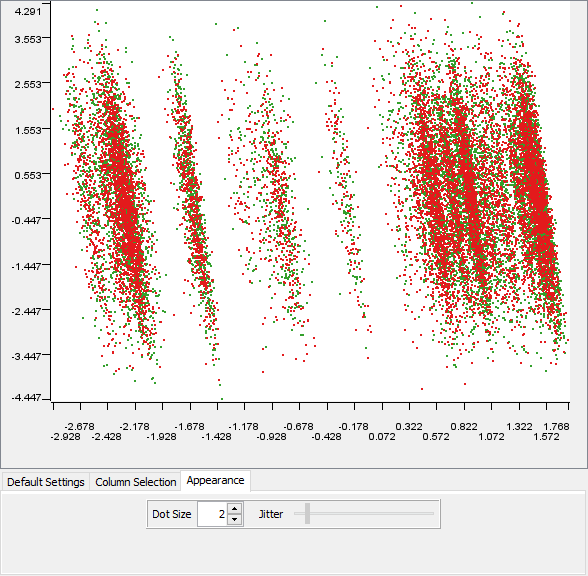 4.291
3.553
2.553
1.553
0.553
-0.447
-1.447
-2.447
-3.447
-4.447
-2.678 -2.178 -1.678 -1.178 -0.678 -0.178 0.322 0.822 1.322 1.768
-2.928 -2.428 -1.928 -1.428 -0.928 -0.428 0.072 0.572 1.072 1.572
Default Settings Column Selection Appearance
Dot Size 2 Jitter